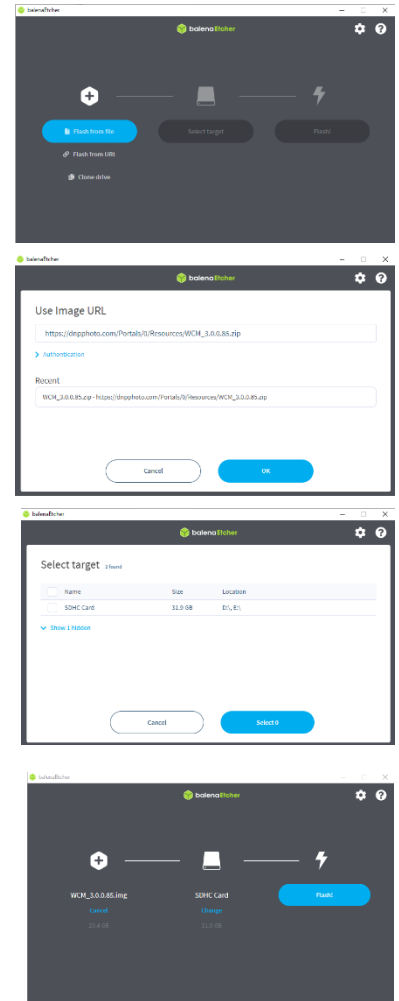 balenaEtcher
balenaEtcher
Flash from file
Select target
Flash!
Flash from URL
Clone drive
balenaEtcher
balenaEtcher
Use Image URL
https://dnpphoto.com/Portals/0/Resources/WCM_3.0.0.85.zip
Authentication
Recent
WCM_3.0.0.85.zip - https://dnpphoto.com/Portals/0/Resources/WCM_3.0.0.85.zip
Cancel
OK
balenaEtcher
balenaEtcher
Select target
found
Name Size Location
SDHC Card 31.9 GB D:\, E:\
Show 1 hidden
Cancel
Select 0
balenaEtcher
balenaEtcher
WCM_3.0.0.85.img
SDHC Card
Flash!
Cancel
Change
GB
31.9 GB